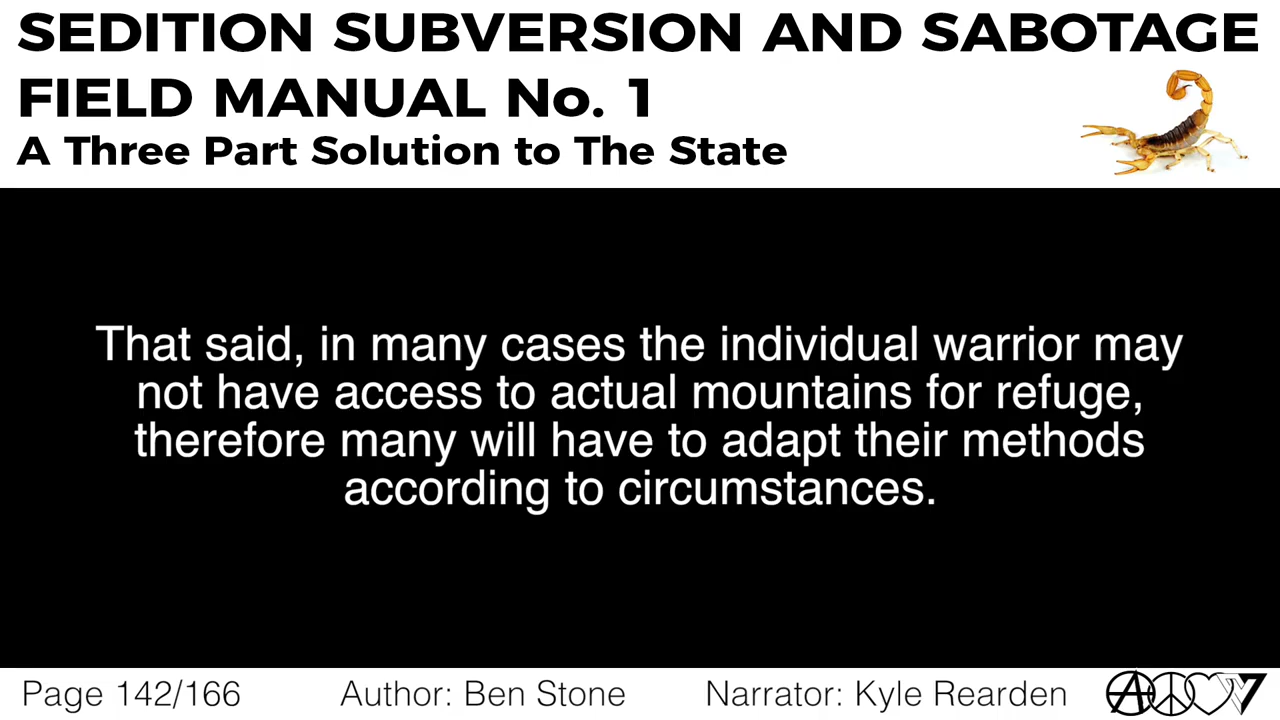 SEDITION SUBVERSION AND SABOTAGE
FIELD MANUAL No. 1
A Three Part Solution to The State
That said, in many cases the individual warrior may
not have access to actual mountains for refuge,
therefore many will have to adapt their methods
according to circumstances.
Page 142/166 Author: Ben Stone Narrator: Kyle Rearden